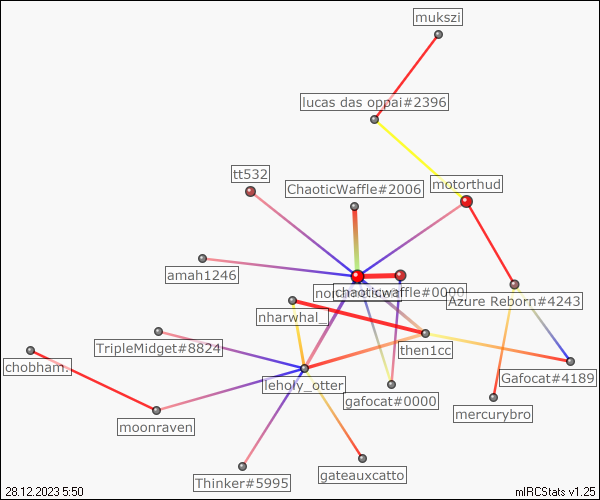 mukszi
lucas das oppai#2396
tt532
ChaoticWaffle#2006
motorthud
amah1246
chaoticwaffle#0000
Azure Reborn#4243
nharwhal_
TripleMidget#8824
then1cc
chobham.
leholy_otter
Gafocat#4189
gafocat#0000
mercurybro
moonraven
Thinker#5995
gateauxcatto
28.12.2023 5:50
mIRCStats v1.25